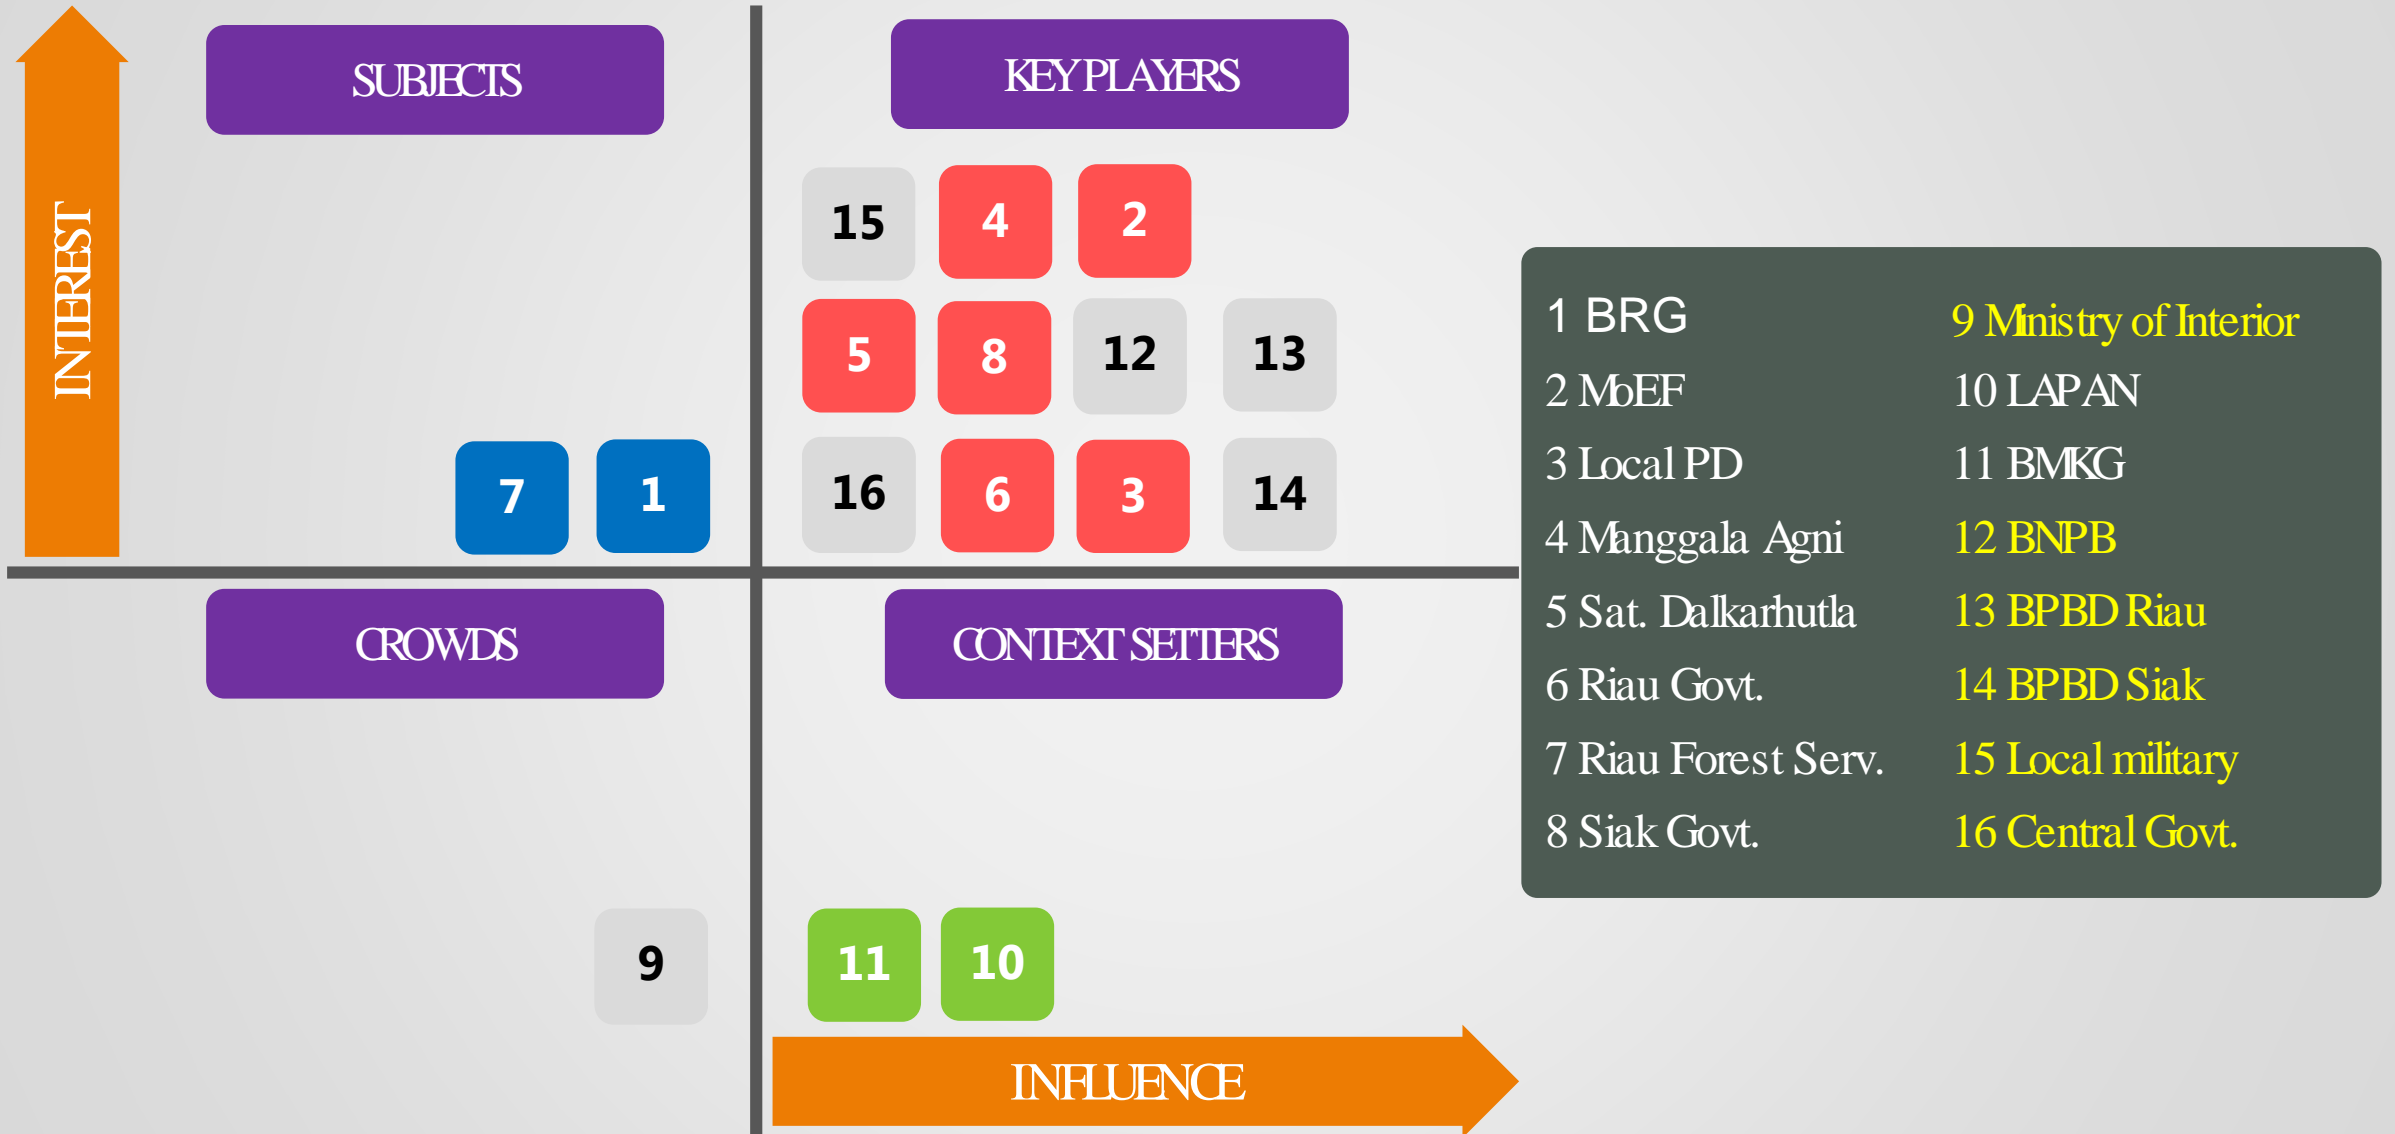 SUBJECTS
KEY PLAYERS
INTEREST
15 4 2
5 8 12 13
7 1
16 6 3 14
CROWDS
CONTEXT SETTERS
9
11 10
INFLUENCE
1 BRG
2 MoEF
3 Local PD
4 Manggala Agni
5 Sat. Dalkarhutla
6 Riau Govt.
7 Riau Forest Serv.
8 Siak Govt.
9 Ministry of Interior
10 LAPAN
11 BMKG
12 BNPB
13 BPBD Riau
14 BPBD Siak
15 Local military
16 Central Govt.